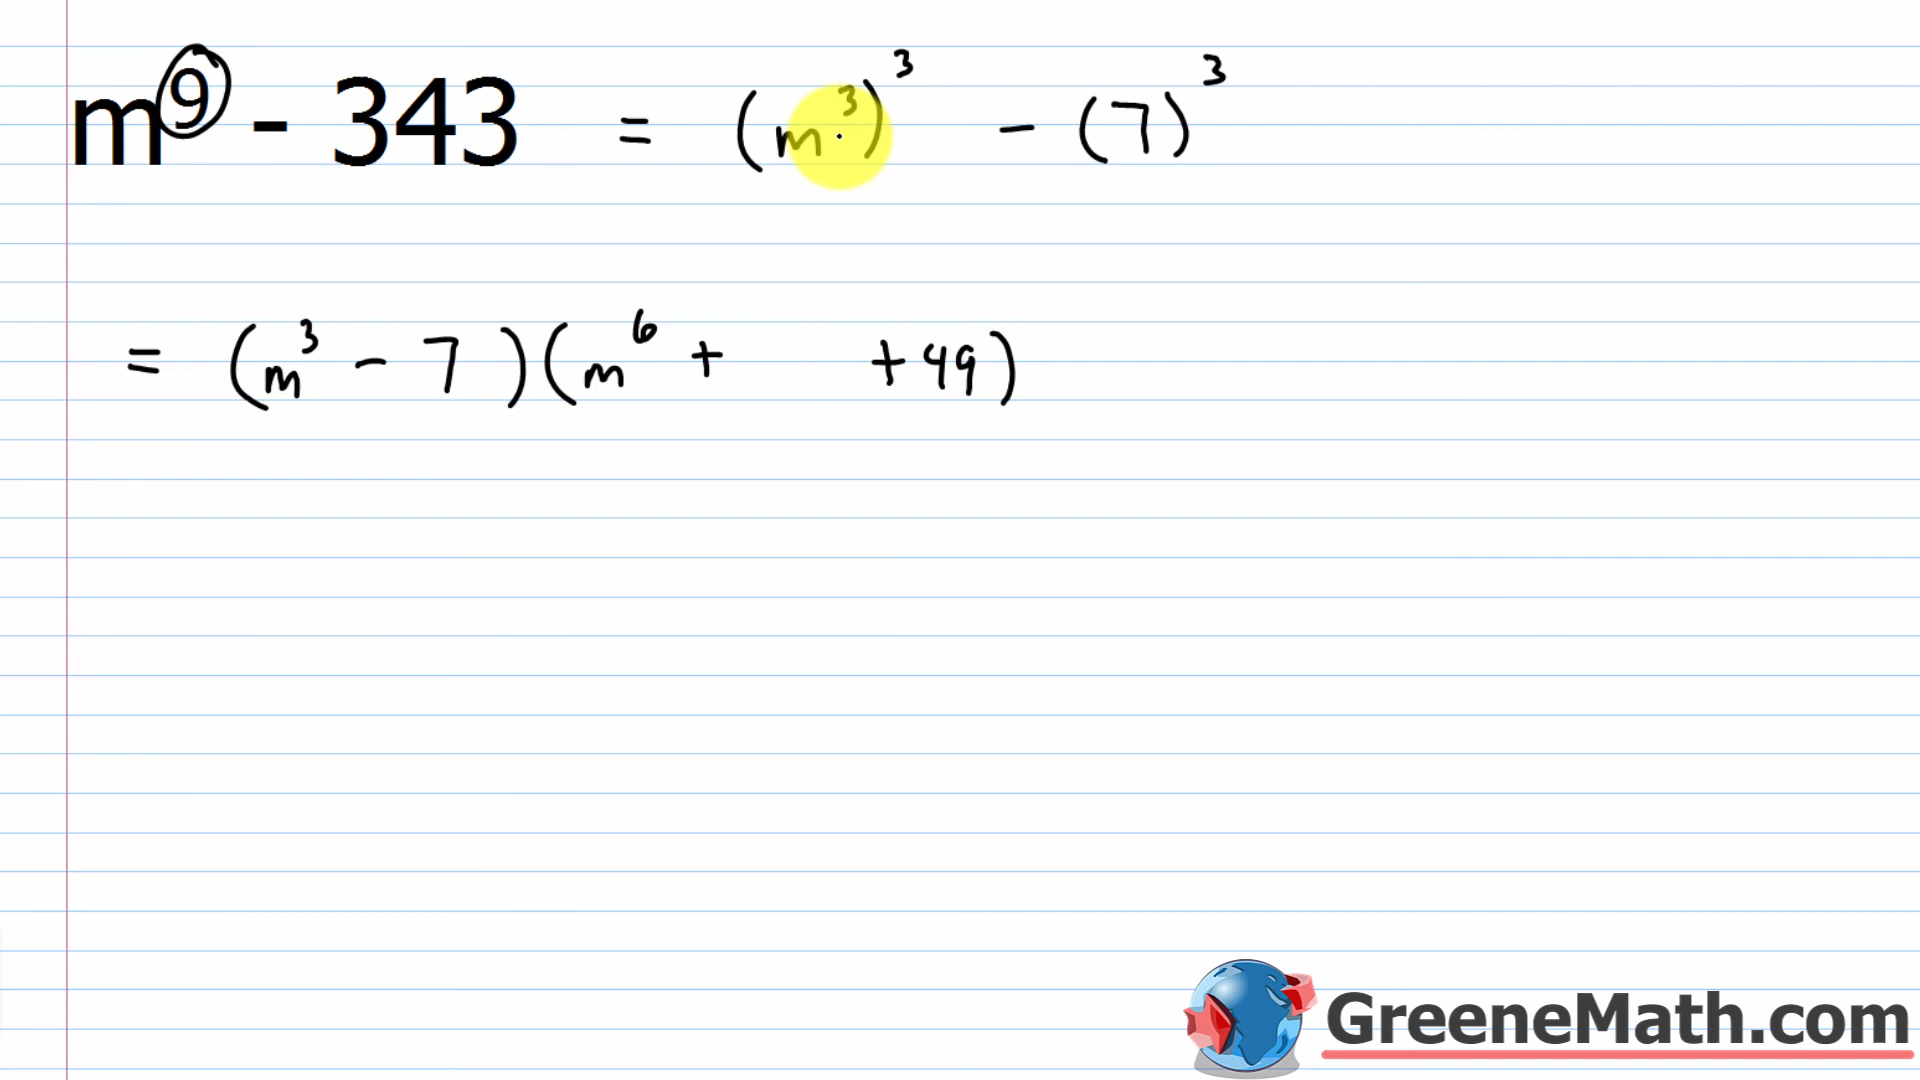 m⁹ - 343 = (m³)³ - (7)³
= (m³ - 7)(m⁶ + + 49)
GreeneMath.com